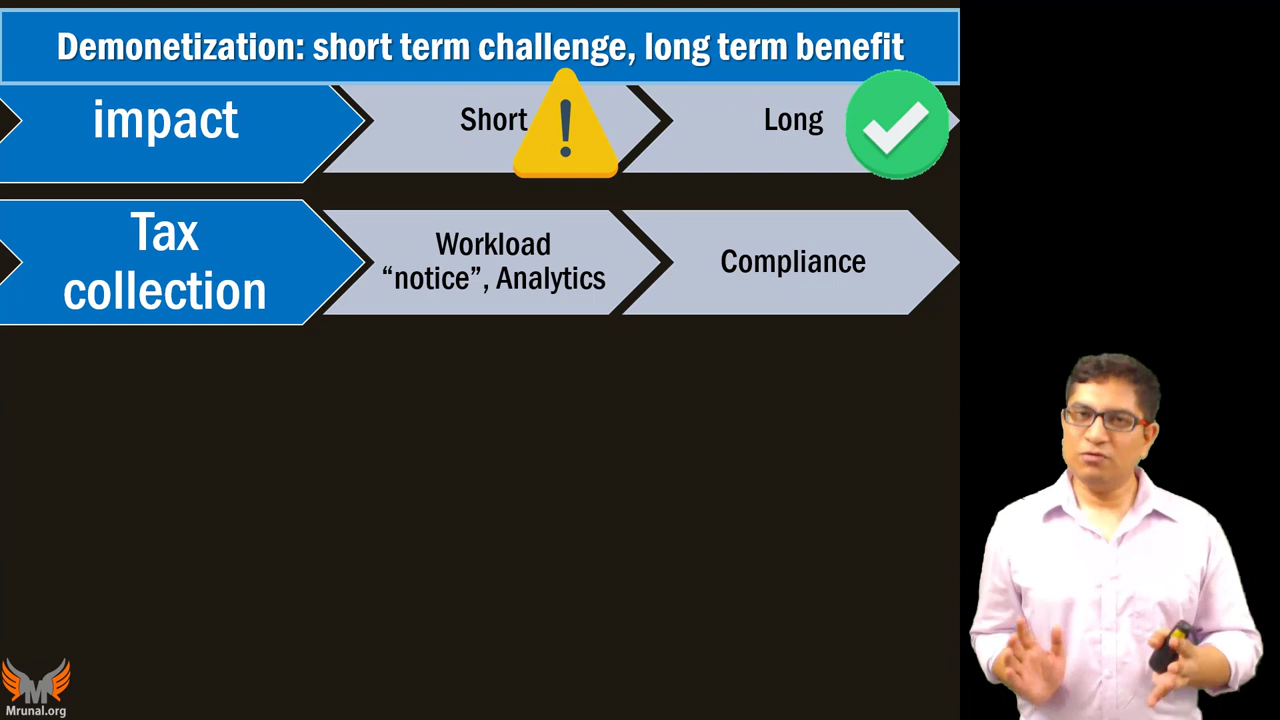 Demonetization: short term challenge, long term benefit
impact
Short
Long
Tax
collection
Workload
“notice”, Analytics
Compliance
M
Mrunal.org